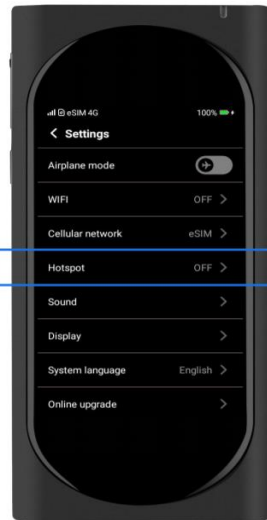 eSIM 4G 100%
Settings
Airplane mode
WIFI OFF
Cellular network eSIM
Hotspot OFF
Sound
Display
System language English
Online upgrade